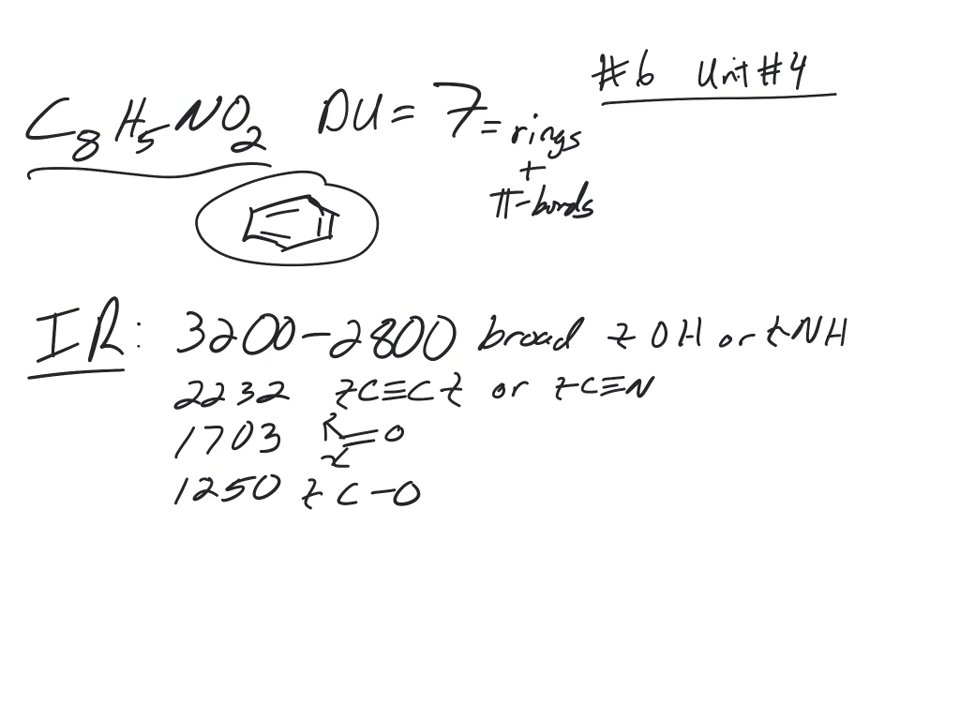 #6 Unit #4
C8H5NO2 DU = 7 = rings
+
π-bonds
IR: 3200-2800 broad z OH or z NH
2232 z C≡C z or z C≡N
1703 R =O
1250 z C-O